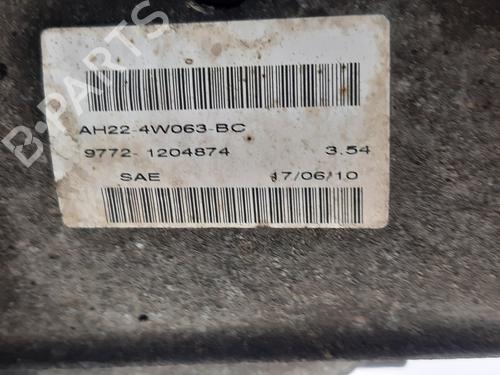 AH22-4W063-BC
9772- 1204874 3.54
SAE 17/06/10
B-PARTS